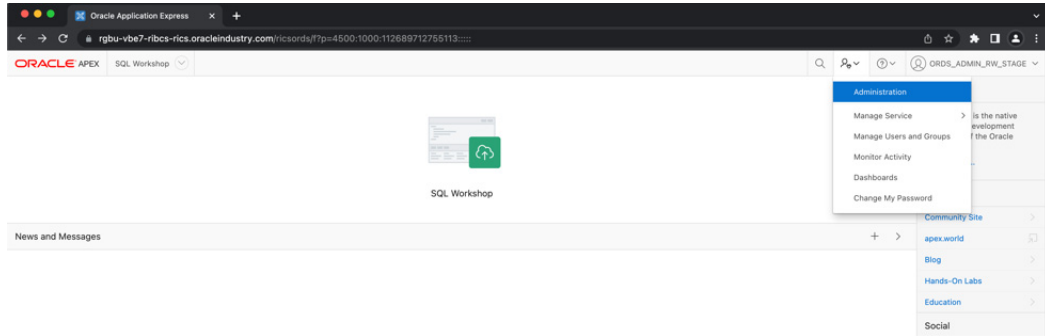 Oracle Application Express
rgbu-vbe7-ribcs-rics.oracleindustry.com/ricsords/f?p=4500:1000:112689712755113:::::
ORACLE APEX SQL Workshop
ORDS_ADMIN_RW_STAGE
Administration
Manage Service
Manage Users and Groups
Monitor Activity
Dashboards
Change My Password
is the native
evelopment
f the Oracle
SQL Workshop
News and Messages
Community Site
apex.world
Blog
Hands-On Labs
Education
Social